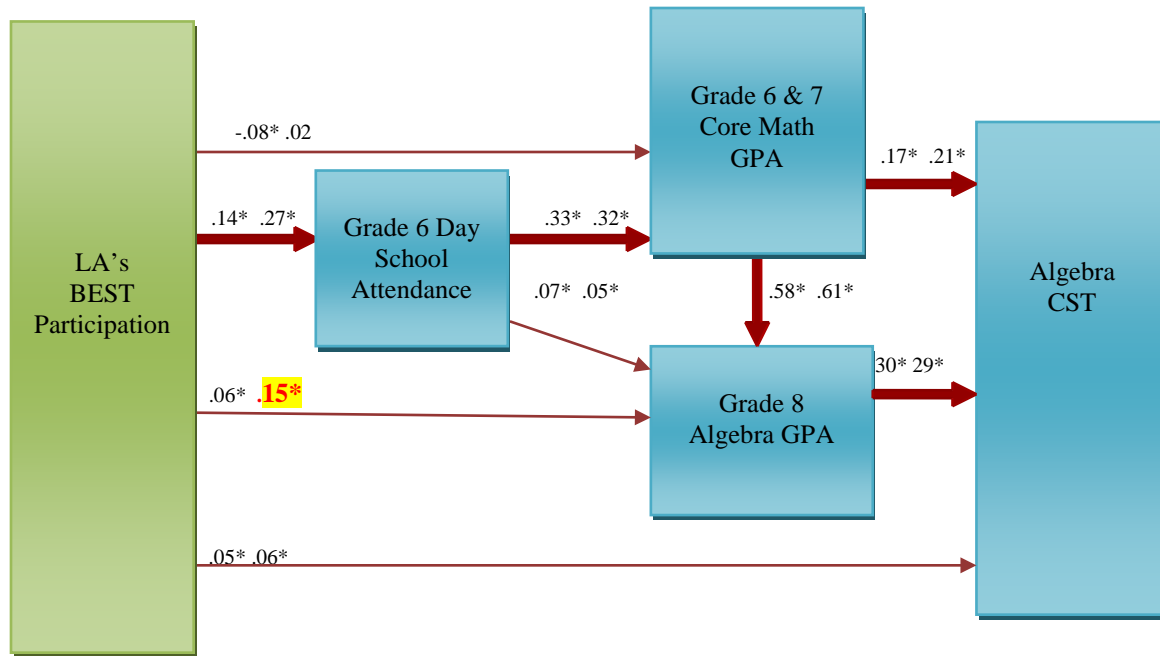 LA's
BEST
Participation
-.08* .02
.14* .27*
Grade 6 Day
School
Attendance
.33* .32*
.07* .05*
Grade 6 & 7
Core Math
GPA
.17* .21*
.58* .61*
.06* .15*
Grade 8
Algebra GPA
30* 29*
.05* .06*
Algebra
CST